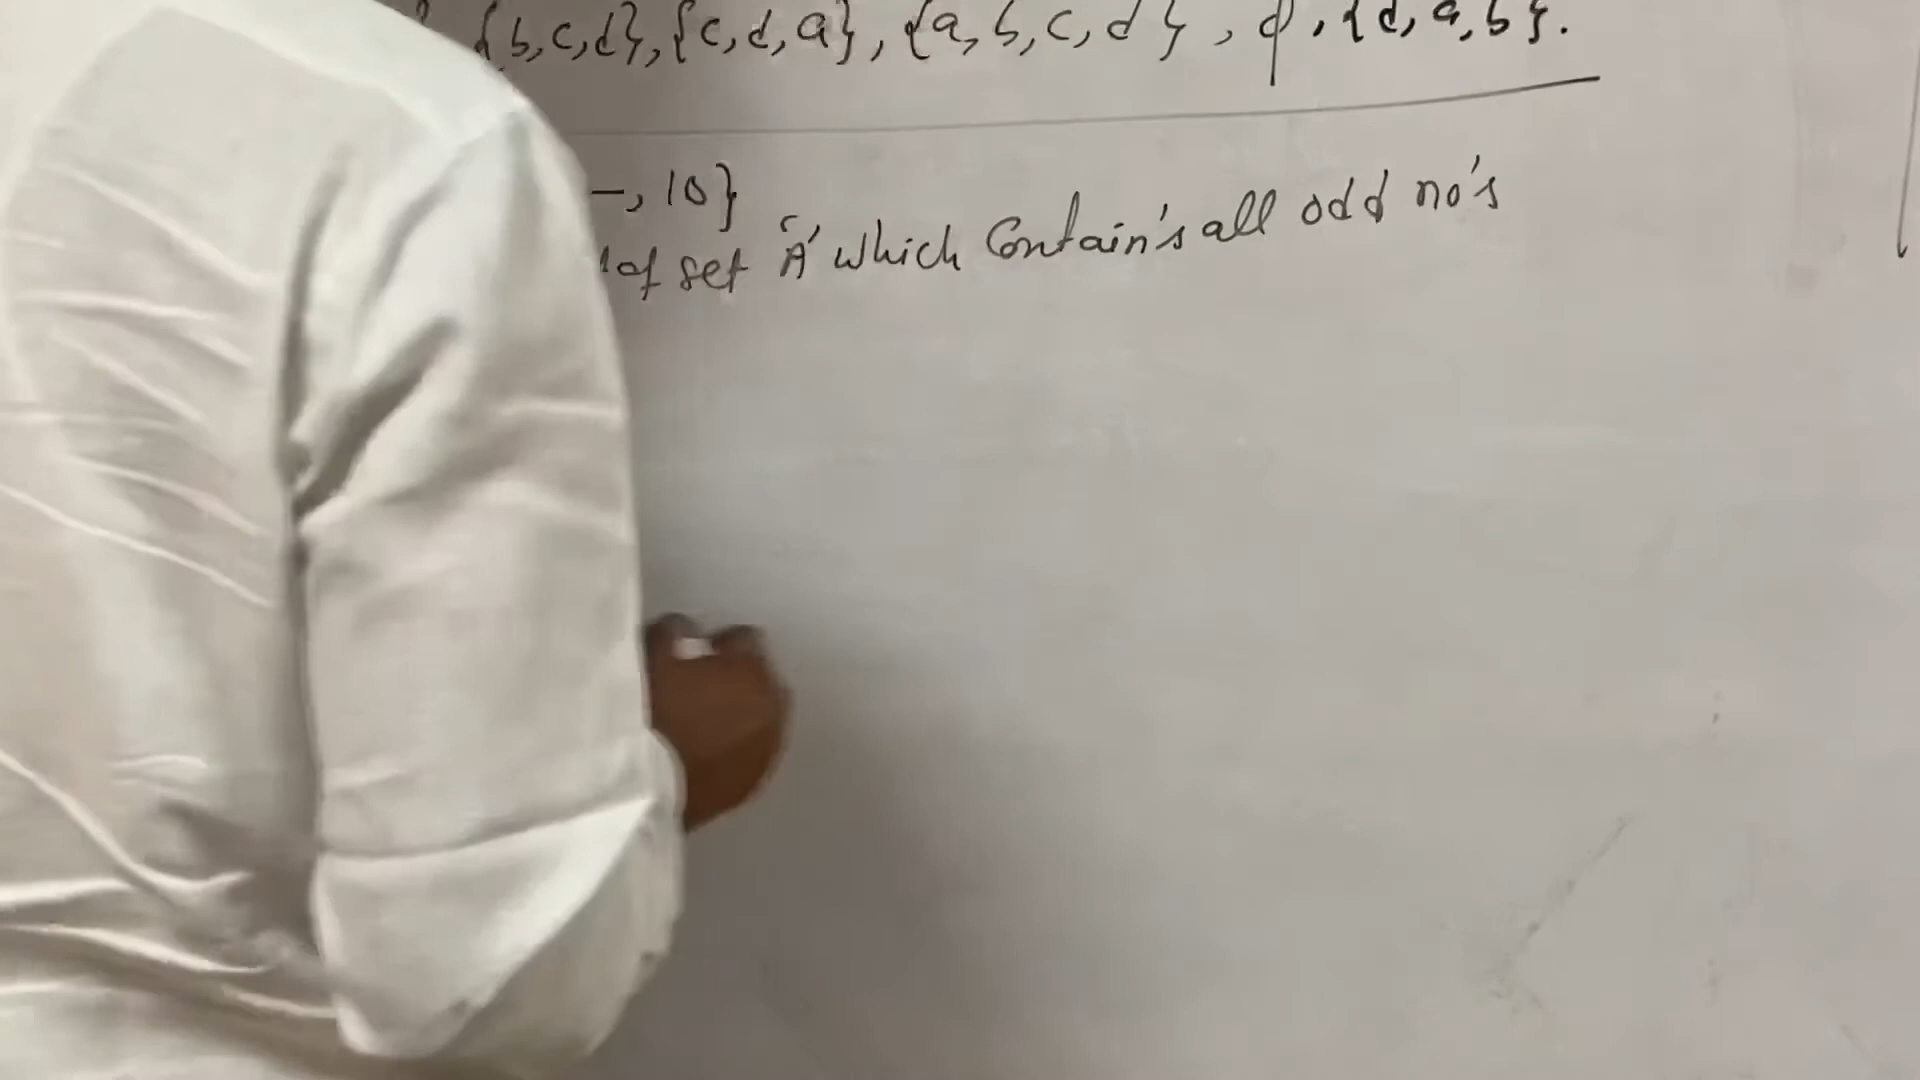 {b,c,d},{c,d,a}, {a,b,c,d}, ϕ, {d,a,b}.
—, 10}
of set 'A' which Contain's all odd no's